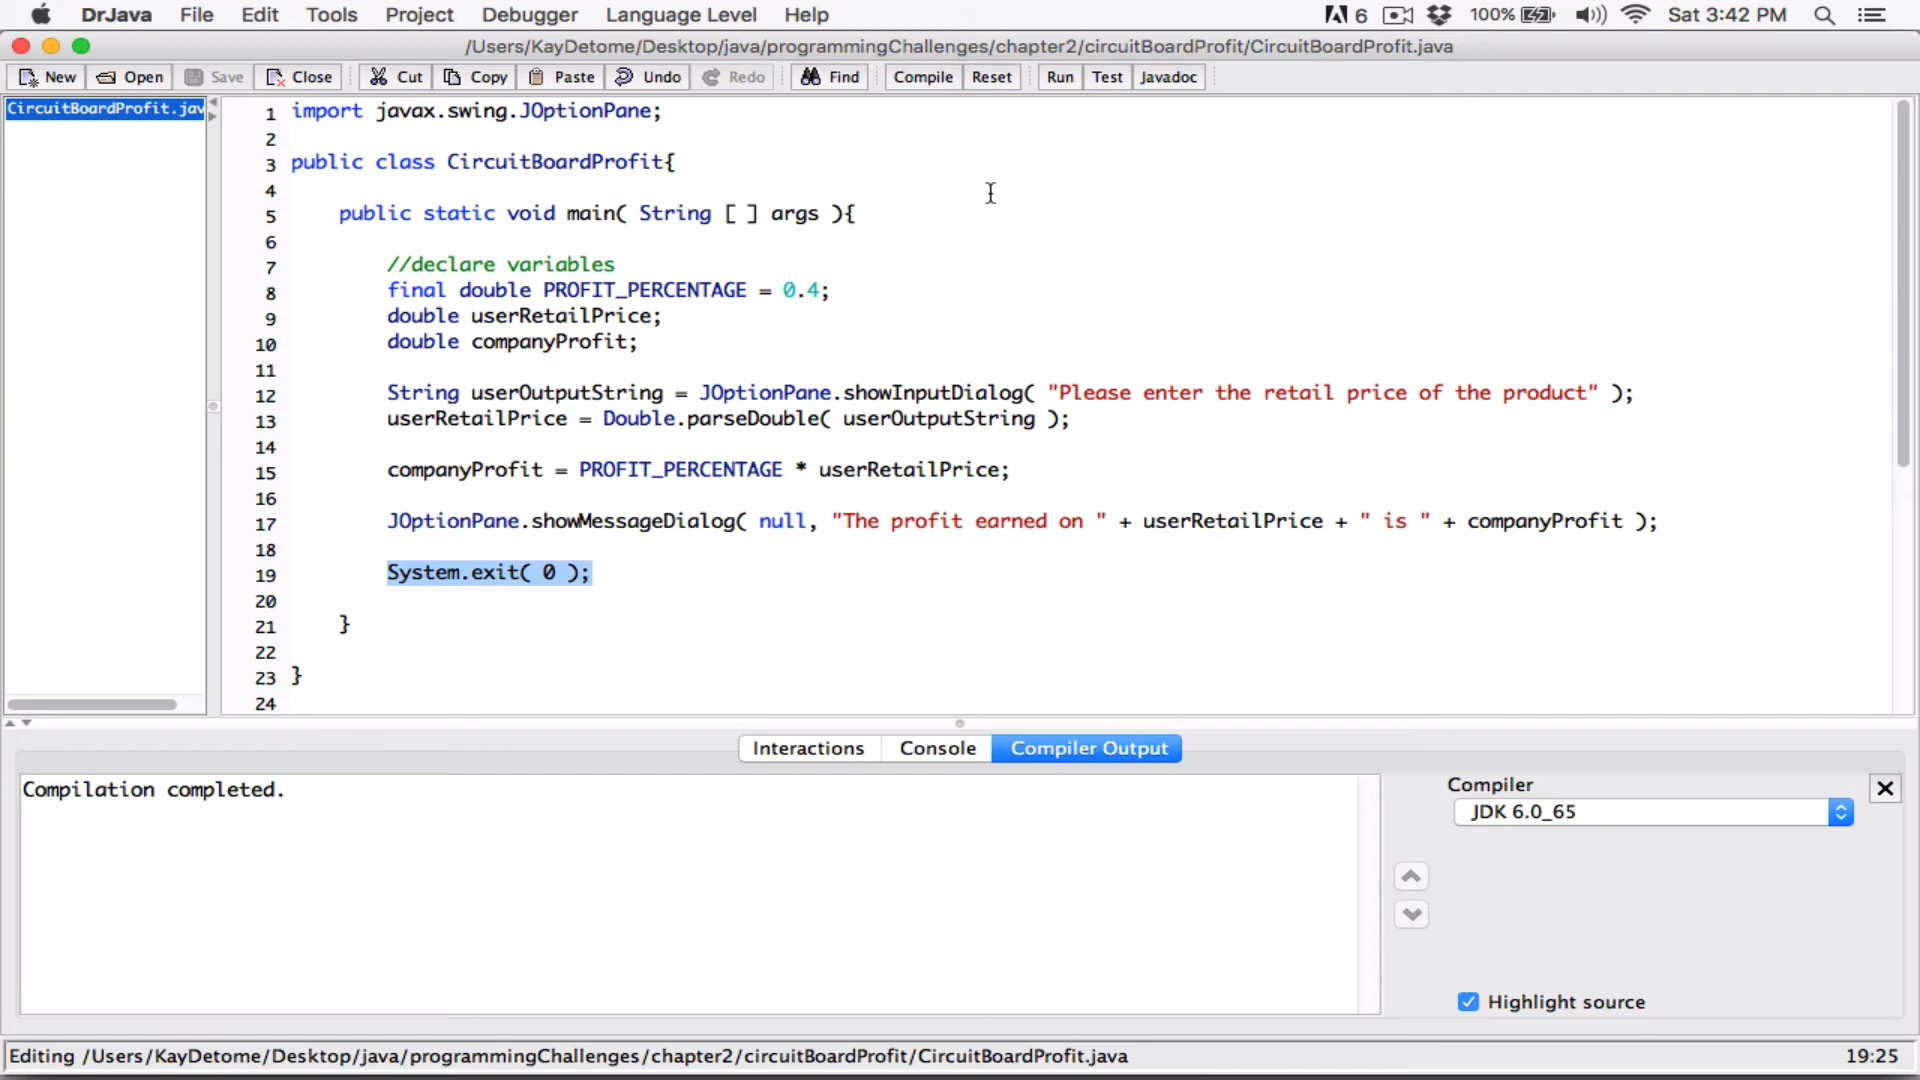 DrJava File Edit Tools Project Debugger Language Level Help 6 100% Sat 3:42 PM
/Users/KayDetome/Desktop/java/programmingChallenges/chapter2/circuitBoardProfit/CircuitBoardProfit.java
New Open Save Close Cut Copy Paste Undo Redo Find Compile Reset Run Test Javadoc
CircuitBoardProfit.jav
1 import javax.swing.JOptionPane;
2
3 public class CircuitBoardProfit{
4
5 public static void main( String [ ] args ){
6
7 //declare variables
8 final double PROFIT_PERCENTAGE = 0.4;
9 double userRetailPrice;
10 double companyProfit;
11
12 String userOutputString = JOptionPane.showInputDialog( "Please enter the retail price of the product" );
13 userRetailPrice = Double.parseDouble( userOutputString );
14
15 companyProfit = PROFIT_PERCENTAGE * userRetailPrice;
16
17 JOptionPane.showMessageDialog( null, "The profit earned on " + userRetailPrice + " is " + companyProfit );
18
19 System.exit( 0 );
20
21 }
22
23 }
24
Interactions Console Compiler Output
Compilation completed.
Compiler
JDK 6.0_65
Highlight source
Editing /Users/KayDetome/Desktop/java/programmingChallenges/chapter2/circuitBoardProfit/CircuitBoardProfit.java 19:25